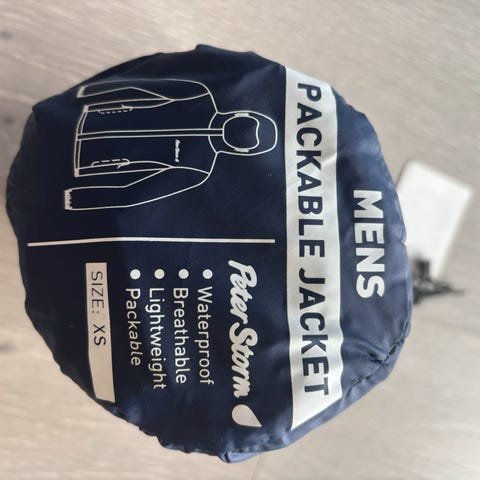 MENS
PACKABLE JACKET
Peter Storm
• Waterproof
• Breathable
• Lightweight
• Packable
SIZE: XS